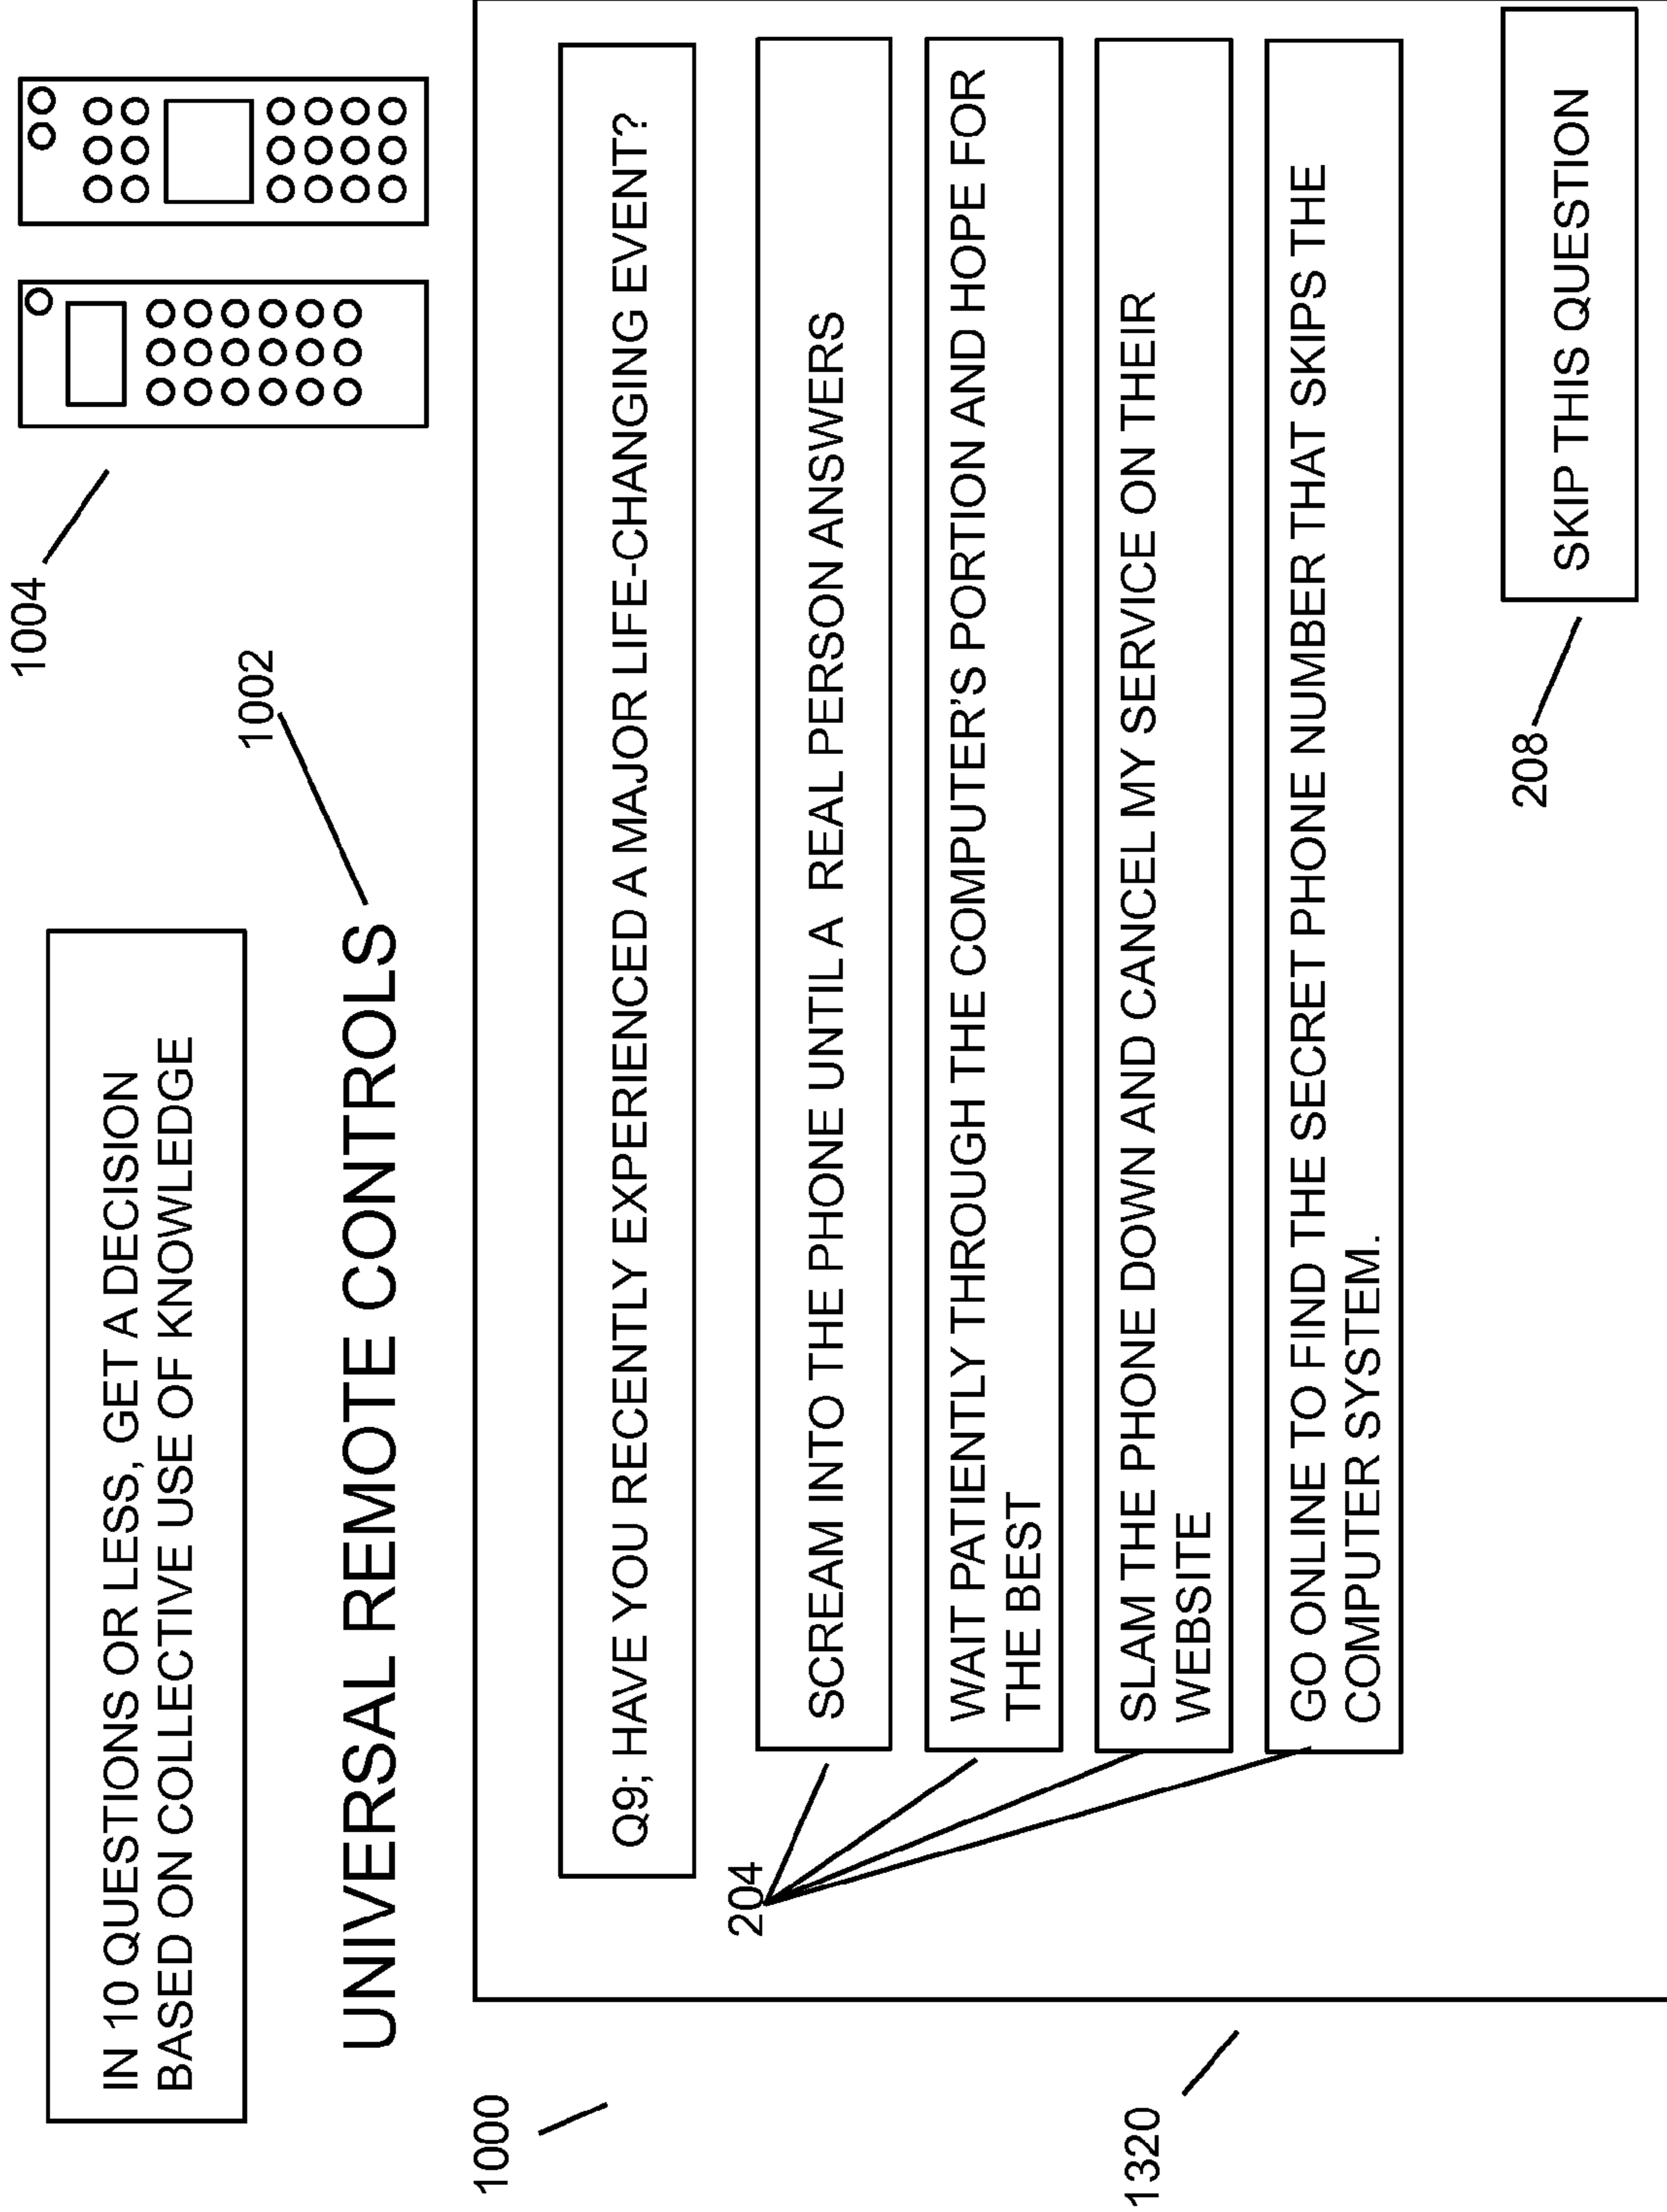 IN 10 QUESTIONS OR LESS, GET A DECISION
BASED ON COLLECTIVE USE OF KNOWLEDGE
1004
UNIVERSAL REMOTE CONTROLS
1002
1000
Q9; HAVE YOU RECENTLY EXPERIENCED A MAJOR LIFE-CHANGING EVENT?
204
SCREAM INTO THE PHONE UNTIL A REAL PERSON ANSWERS
WAIT PATIENTLY THROUGH THE COMPUTER'S PORTION AND HOPE FOR
THE BEST
SLAM THE PHONE DOWN AND CANCEL MY SERVICE ON THEIR
WEBSITE
1320
GO ONLINE TO FIND THE SECRET PHONE NUMBER THAT SKIPS THE
COMPUTER SYSTEM.
208
SKIP THIS QUESTION